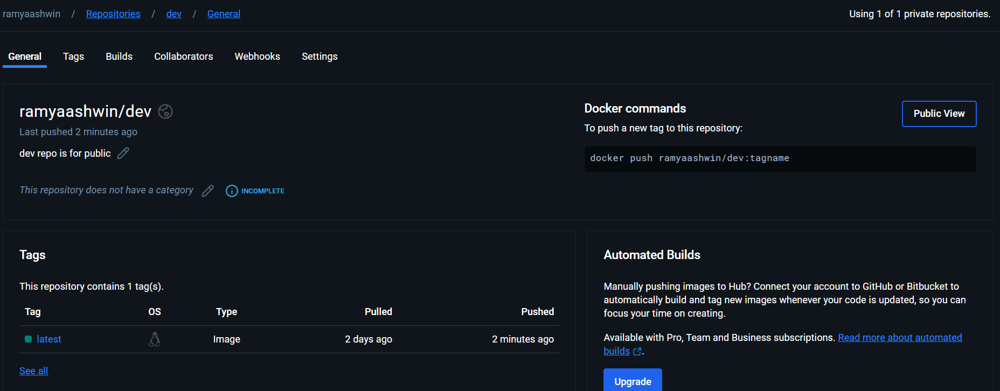 ramyaashwin / Repositories / dev / General
Using 1 of 1 private repositories.
General Tags Builds Collaborators Webhooks Settings
ramyaashwin/dev
Last pushed 2 minutes ago
dev repo is for public
This repository does not have a category
INCOMPLETE
Docker commands
Public View
To push a new tag to this repository:
docker push ramyaashwin/dev:tagname
Tags
This repository contains 1 tag(s).
Tag OS Type Pulled Pushed
latest Image 2 days ago 2 minutes ago
See all
Automated Builds
Manually pushing images to Hub? Connect your account to GitHub or Bitbucket to
automatically build and tag new images whenever your code is updated, so you can
focus your time on creating.
Available with Pro, Team and Business subscriptions. Read more about automated
builds.
Upgrade